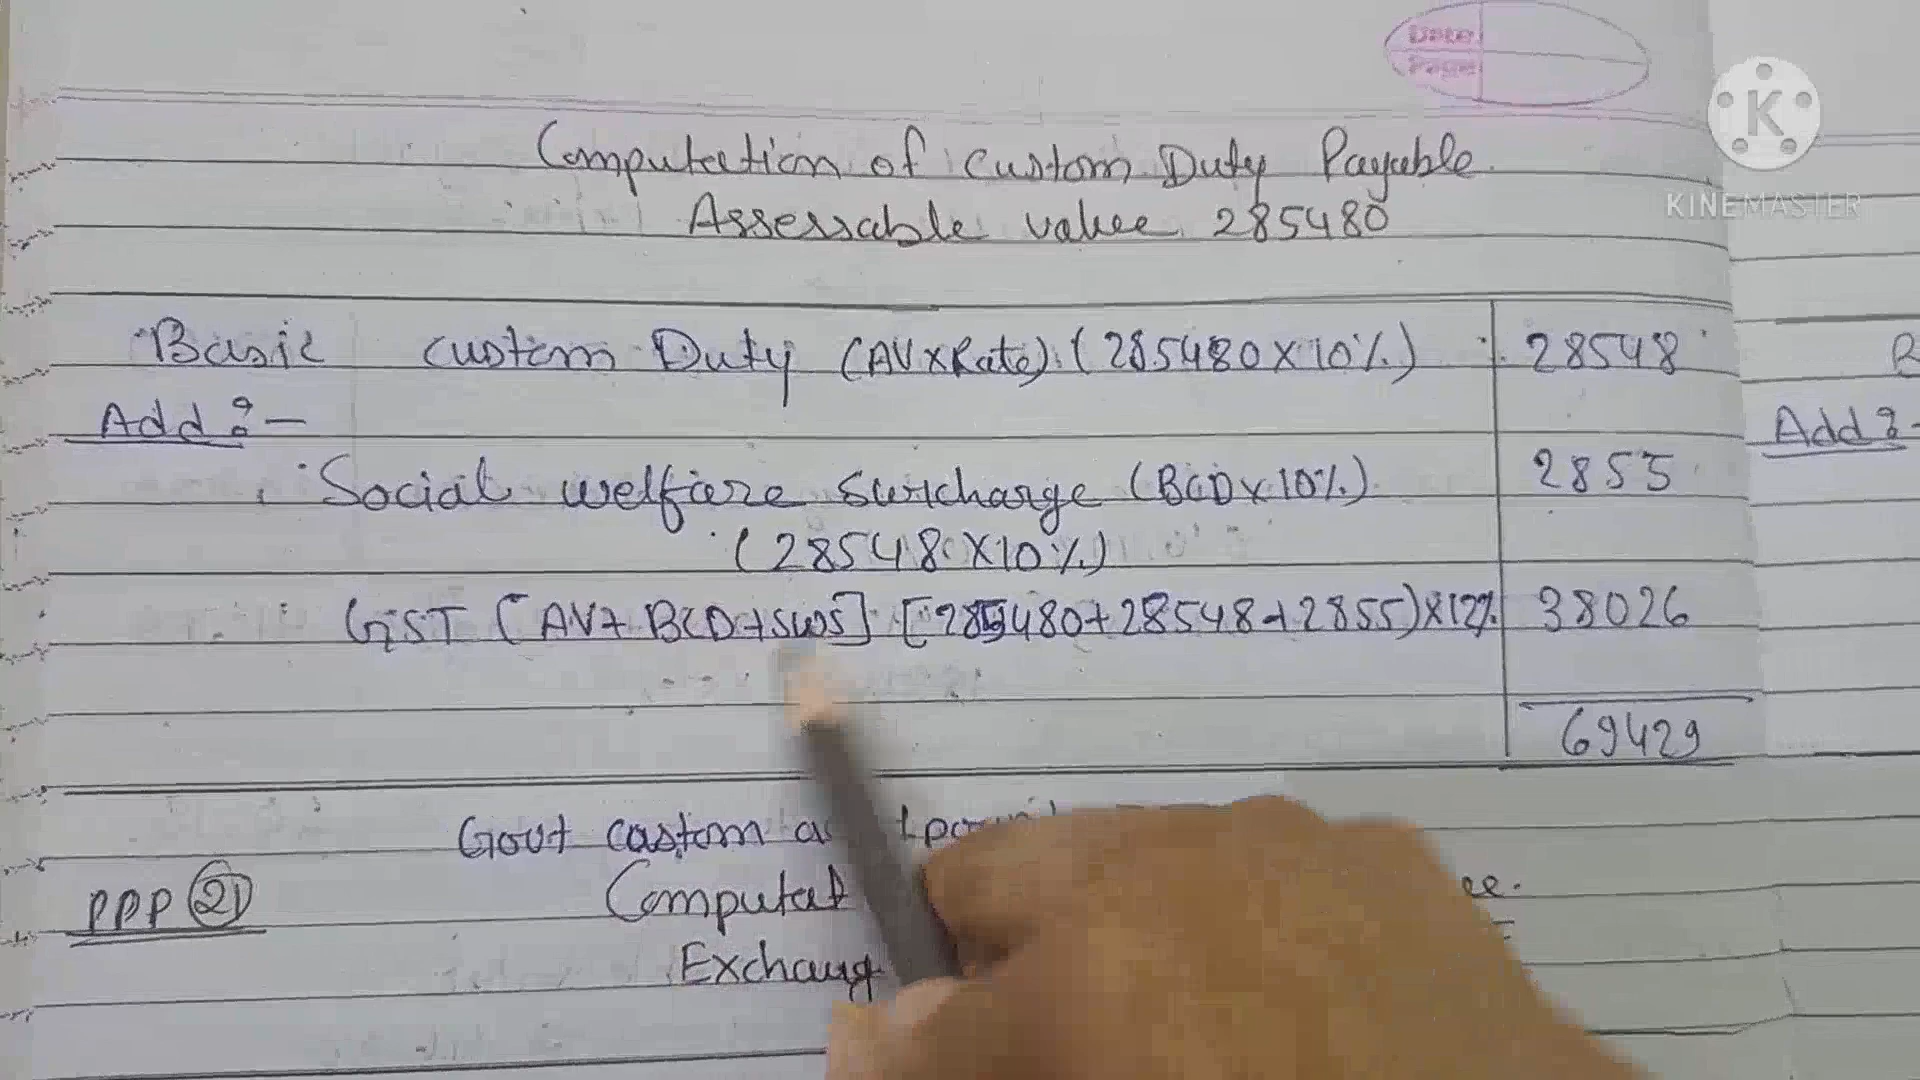 Date
Page
K
KINEMASTER
Computation of custom Duty Payable.
Assessable value 285480
Basic custom Duty (AV×Rate) (285480×10%) 28548
Add :-
Add :-
Social welfare surcharge (BCD×10%) 2855
(28548×10%)
GST [AV+ BCD+SWS] [285480+28548+2855)×12% 38026
69429
Govt custom
PPP 21